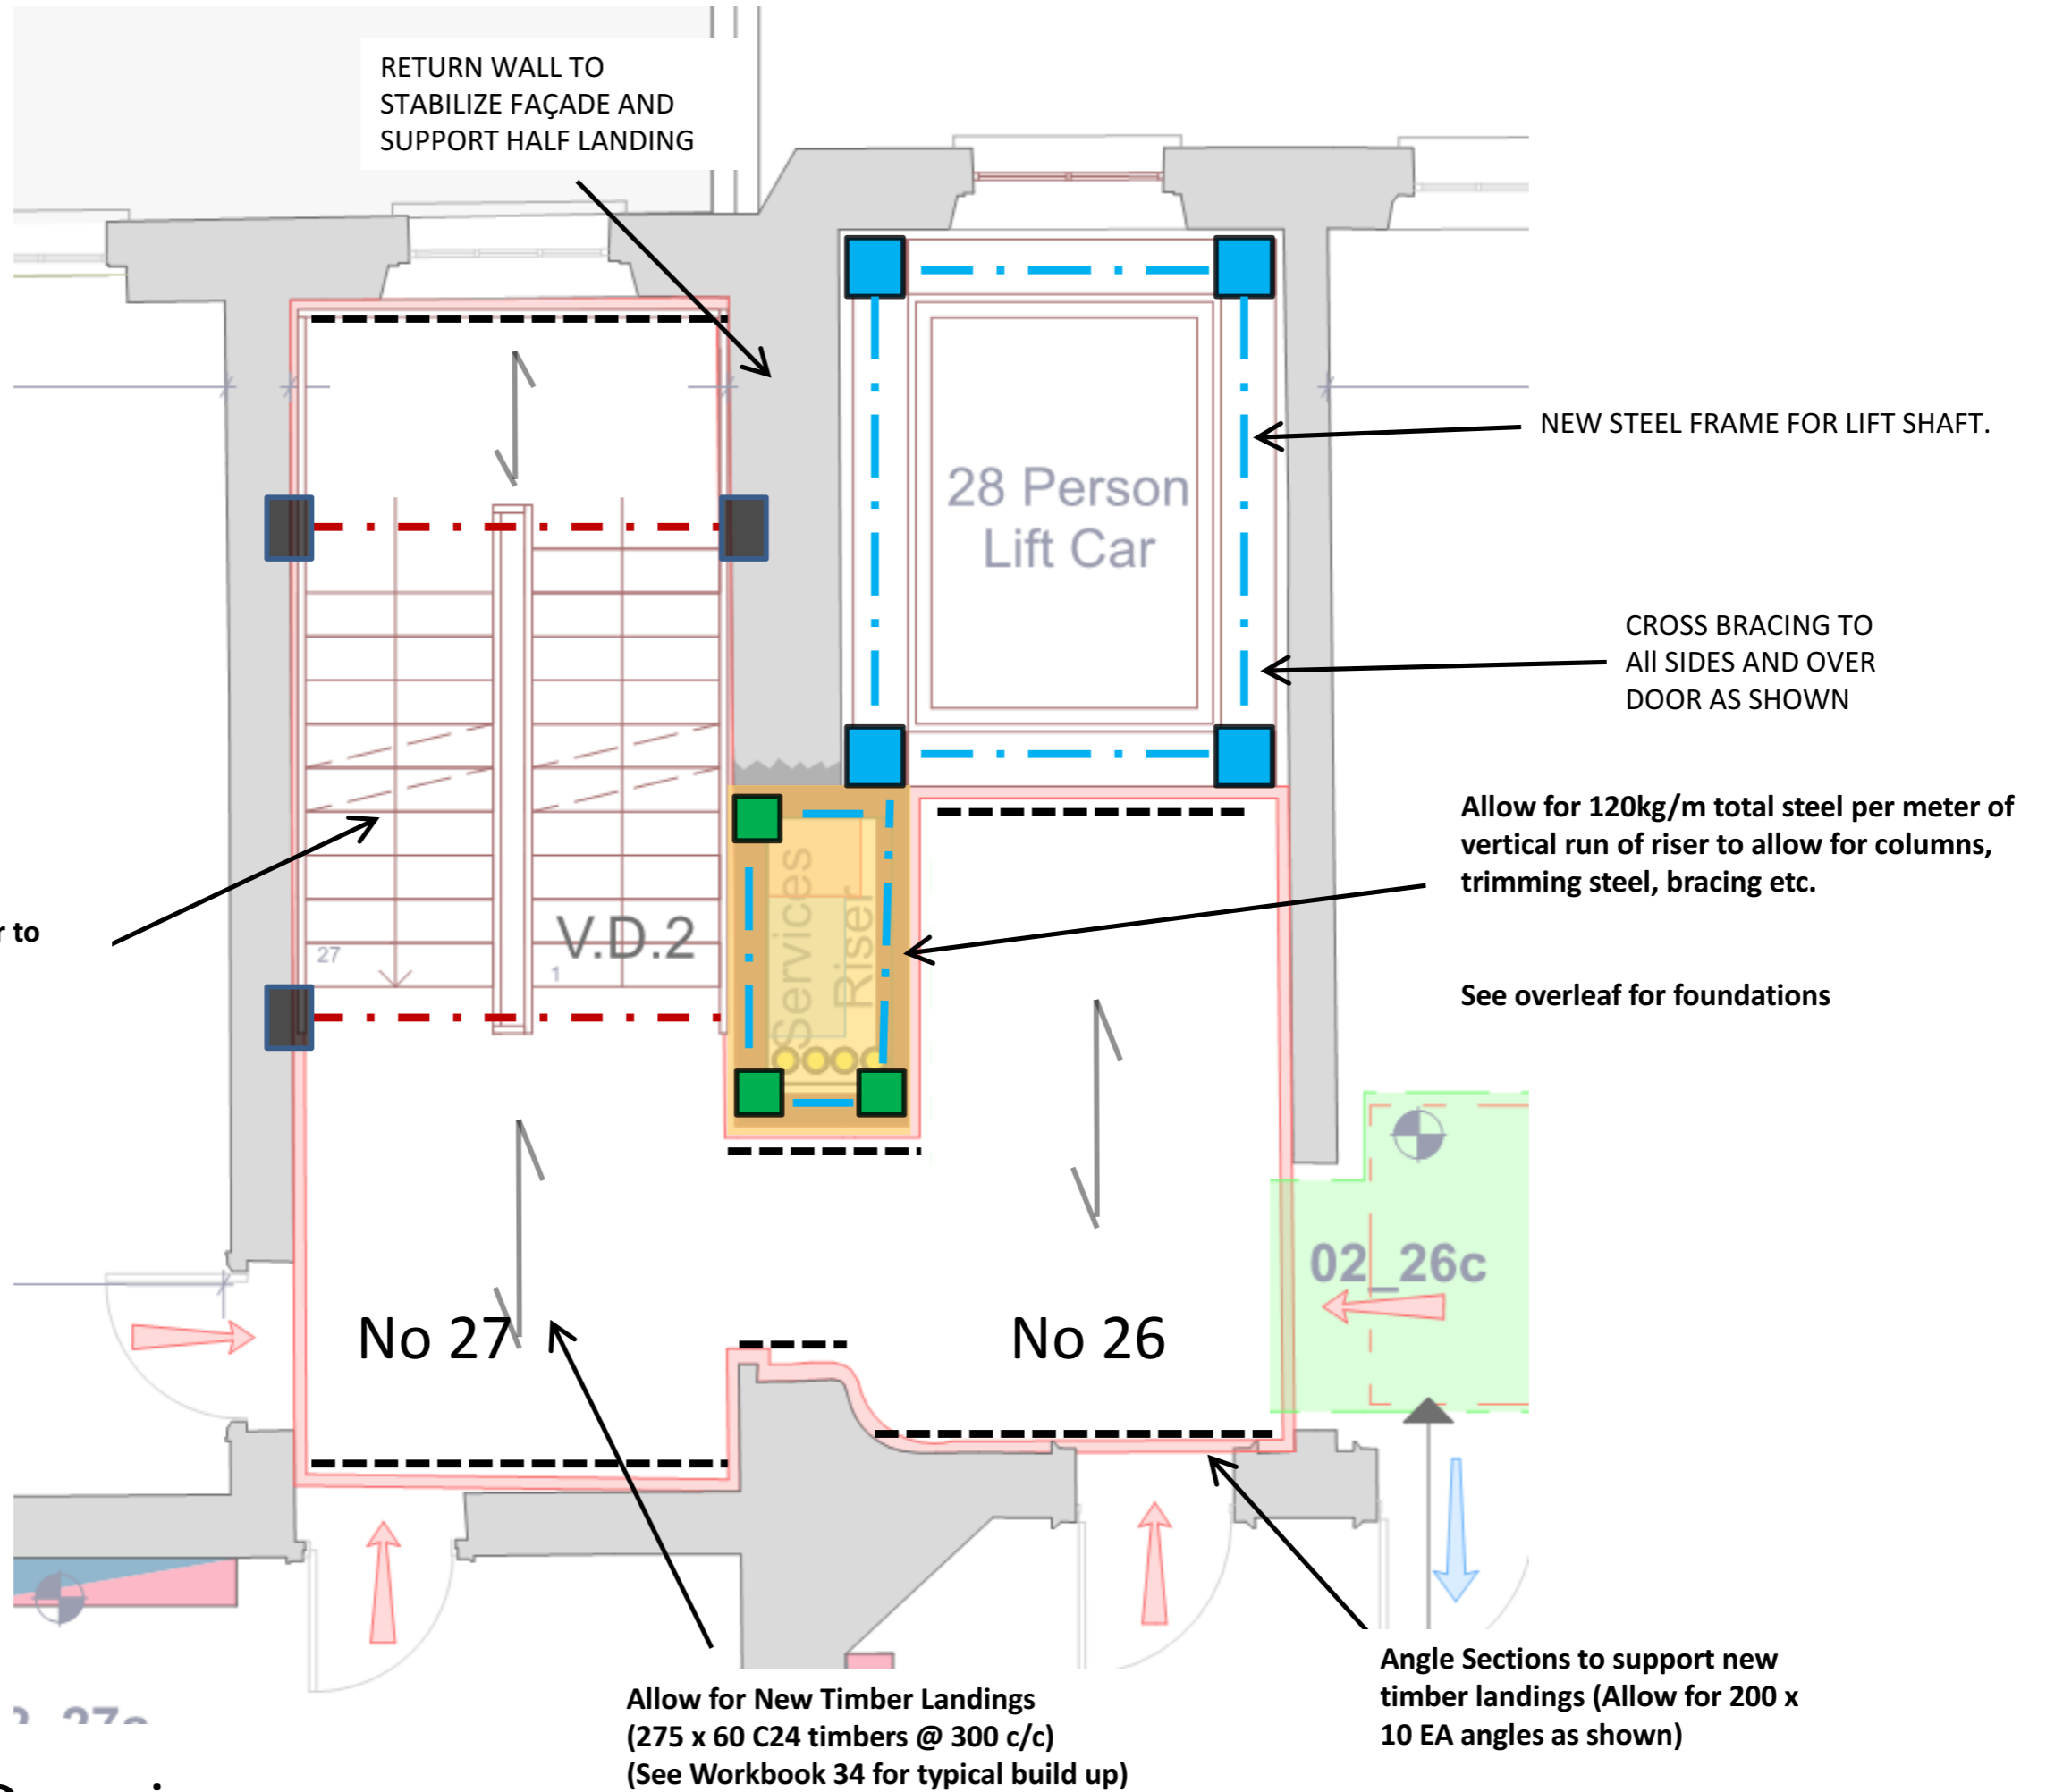 RETURN WALL TO
STABILIZE FAÇADE AND
SUPPORT HALF LANDING
28 Person
Lift Car
NEW STEEL FRAME FOR LIFT SHAFT.
CROSS BRACING TO
All SIDES AND OVER
DOOR AS SHOWN
Allow for 120kg/m total steel per meter of
vertical run of riser to allow for columns,
trimming steel, bracing etc.
See overleaf for foundations
to
27
1
V.D.2
Services
Riser
02_26c
No 27
No 26
Allow for New Timber Landings
(275 x 60 C24 timbers @ 300 c/c)
(See Workbook 34 for typical build up)
Angle Sections to support new
timber landings (Allow for 200 x
10 EA angles as shown)